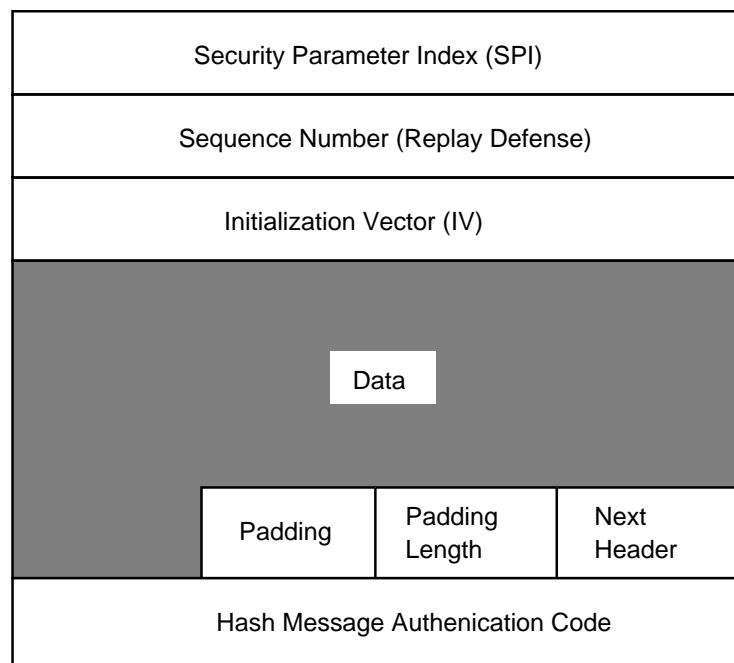 Security Parameter Index (SPI)
Sequence Number (Replay Defense)
Initialization Vector (IV)
Data
Padding
Padding
Length
Next
Header
Hash Message Authenication Code